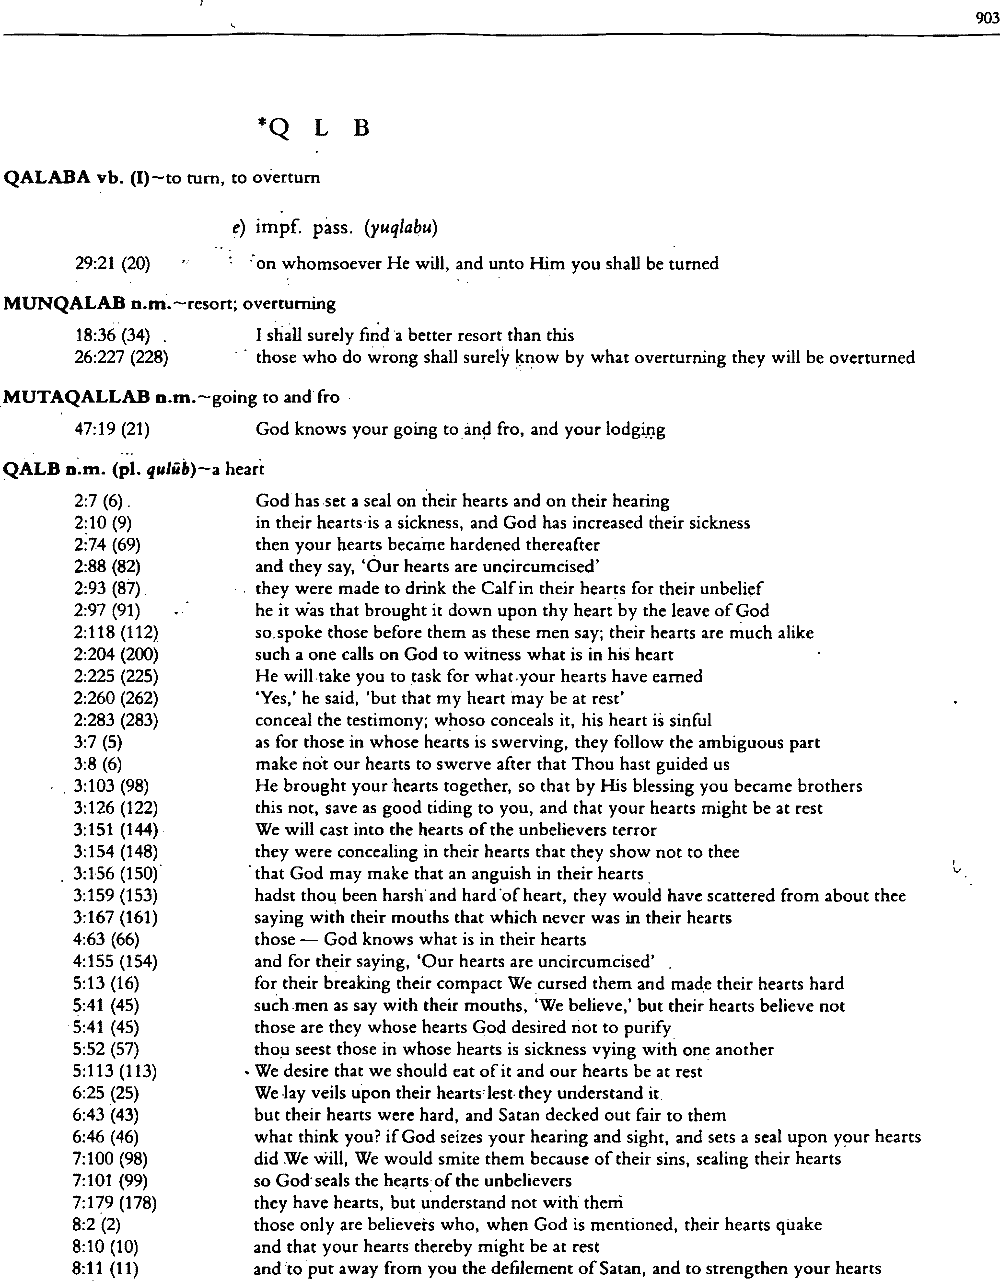 903
*Q L B
QALABA vb. (I)~to turn, to overturn
e) impf. pass. (yuqlabu)
29:21 (20) on whomsoever He will, and unto Him you shall be turned
MUNQALAB n.m.~resort; overturning
18:36 (34) I shall surely find a better resort than this
26:227 (228) those who do wrong shall surely know by what overturning they will be overturned
MUTAQALLAB n.m.~going to and fro
47:19 (21) God knows your going to and fro, and your lodging
QALB n.m. (pl. qulūb)~a heart
2:7 (6) God has set a seal on their hearts and on their hearing
2:10 (9) in their hearts is a sickness, and God has increased their sickness
2:74 (69) then your hearts became hardened thereafter
2:88 (82) and they say, ‘Our hearts are uncircumcised’
2:93 (87) they were made to drink the Calf in their hearts for their unbelief
2:97 (91) he it was that brought it down upon thy heart by the leave of God
2:118 (112) so spoke those before them as these men say; their hearts are much alike
2:204 (200) such a one calls on God to witness what is in his heart
2:225 (225) He will take you to task for what your hearts have earned
2:260 (262) ‘Yes,’ he said, ‘but that my heart may be at rest’
2:283 (283) conceal the testimony; whoso conceals it, his heart is sinful
3:7 (5) as for those in whose hearts is swerving, they follow the ambiguous part
3:8 (6) make not our hearts to swerve after that Thou hast guided us
3:103 (98) He brought your hearts together, so that by His blessing you became brothers
3:126 (122) this not, save as good tiding to you, and that your hearts might be at rest
3:151 (144) We will cast into the hearts of the unbelievers terror
3:154 (148) they were concealing in their hearts that they show not to thee
3:156 (150) that God may make that an anguish in their hearts
3:159 (153) hadst thou been harsh and hard of heart, they would have scattered from about thee
3:167 (161) saying with their mouths that which never was in their hearts
4:63 (66) those — God knows what is in their hearts
4:155 (154) and for their saying, ‘Our hearts are uncircumcised’
5:13 (16) for their breaking their compact We cursed them and made their hearts hard
5:41 (45) such men as say with their mouths, ‘We believe,’ but their hearts believe not
5:41 (45) those are they whose hearts God desired not to purify
5:52 (57) thou seest those in whose hearts is sickness vying with one another
5:113 (113) We desire that we should eat of it and our hearts be at rest
6:25 (25) We lay veils upon their hearts lest they understand it
6:43 (43) but their hearts were hard, and Satan decked out fair to them
6:46 (46) what think you? if God seizes your hearing and sight, and sets a seal upon your hearts
7:100 (98) did We will, We would smite them because of their sins, sealing their hearts
7:101 (99) so God seals the hearts of the unbelievers
7:179 (178) they have hearts, but understand not with them
8:2 (2) those only are believers who, when God is mentioned, their hearts quake
8:10 (10) and that your hearts thereby might be at rest
8:11 (11) and to put away from you the defilement of Satan, and to strengthen your hearts